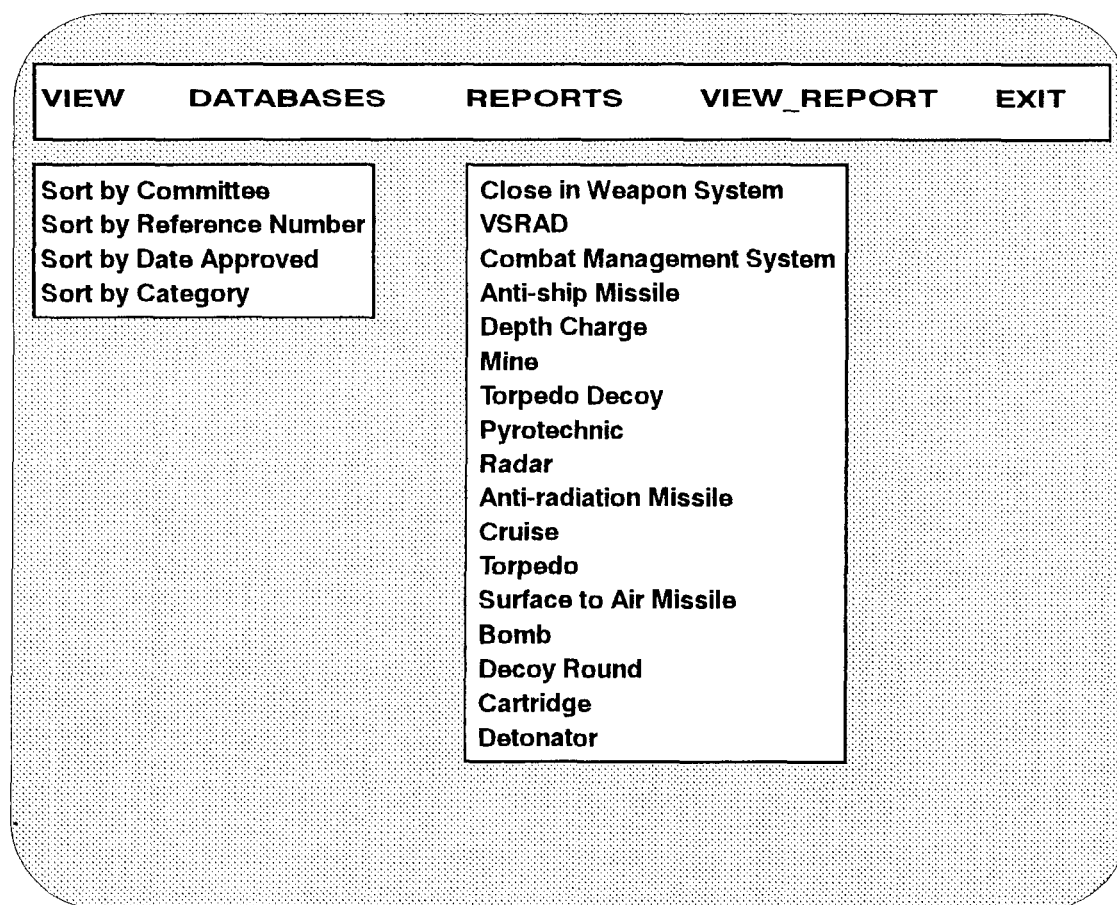 VIEW DATABASES REPORTS VIEW_REPORT EXIT
Sort by Committee
Sort by Reference Number
Sort by Date Approved
Sort by Category
Close in Weapon System
VSRAD
Combat Management System
Anti-ship Missile
Depth Charge
Mine
Torpedo Decoy
Pyrotechnic
Radar
Anti-radiation Missile
Cruise
Torpedo
Surface to Air Missile
Bomb
Decoy Round
Cartridge
Detonator